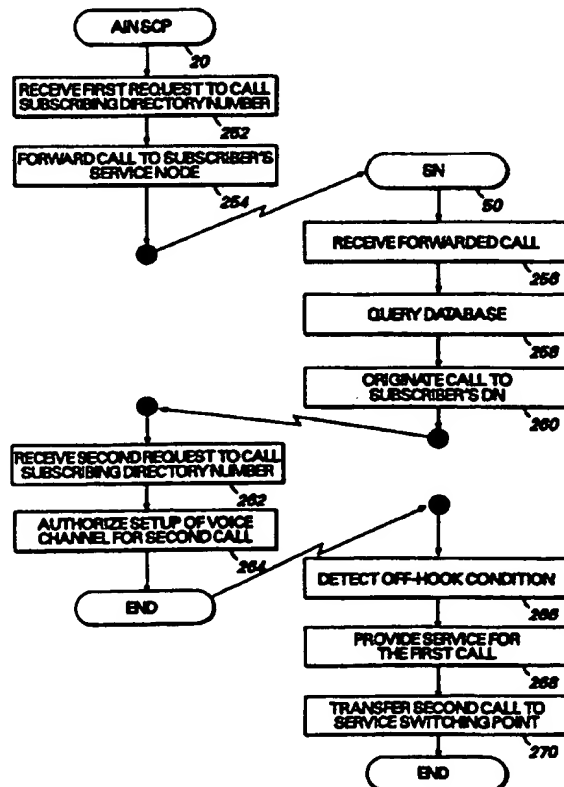 AIN SCP
20
RECEIVE FIRST REQUEST TO CALL
SUBSCRIBING DIRECTORY NUMBER
252
FORWARD CALL TO SUBSCRIBER'S
SERVICE NODE
254
SN
50
RECEIVE FORWARDED CALL
256
QUERY DATABASE
258
ORIGINATE CALL TO
SUBSCRIBER'S DN
260
RECEIVE SECOND REQUEST TO CALL
SUBSCRIBING DIRECTORY NUMBER
262
AUTHORIZE SETUP OF VOICE
CHANNEL FOR SECOND CALL
264
END
DETECT OFF-HOOK CONDITION
266
PROVIDE SERVICE FOR
THE FIRST CALL
268
TRANSFER SECOND CALL TO
SERVICE SWITCHING POINT
270
END